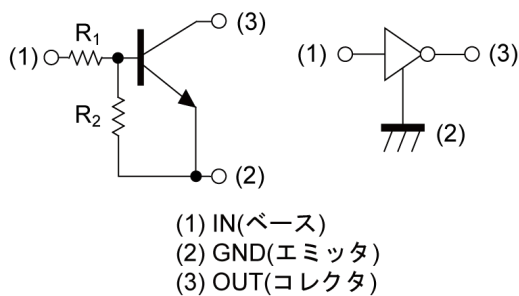 (3)
(1)
R1
R2
(2)
(1)
(3)
(2)
(1) IN(ベース)
(2) GND(エミッタ)
(3) OUT(コレクタ)